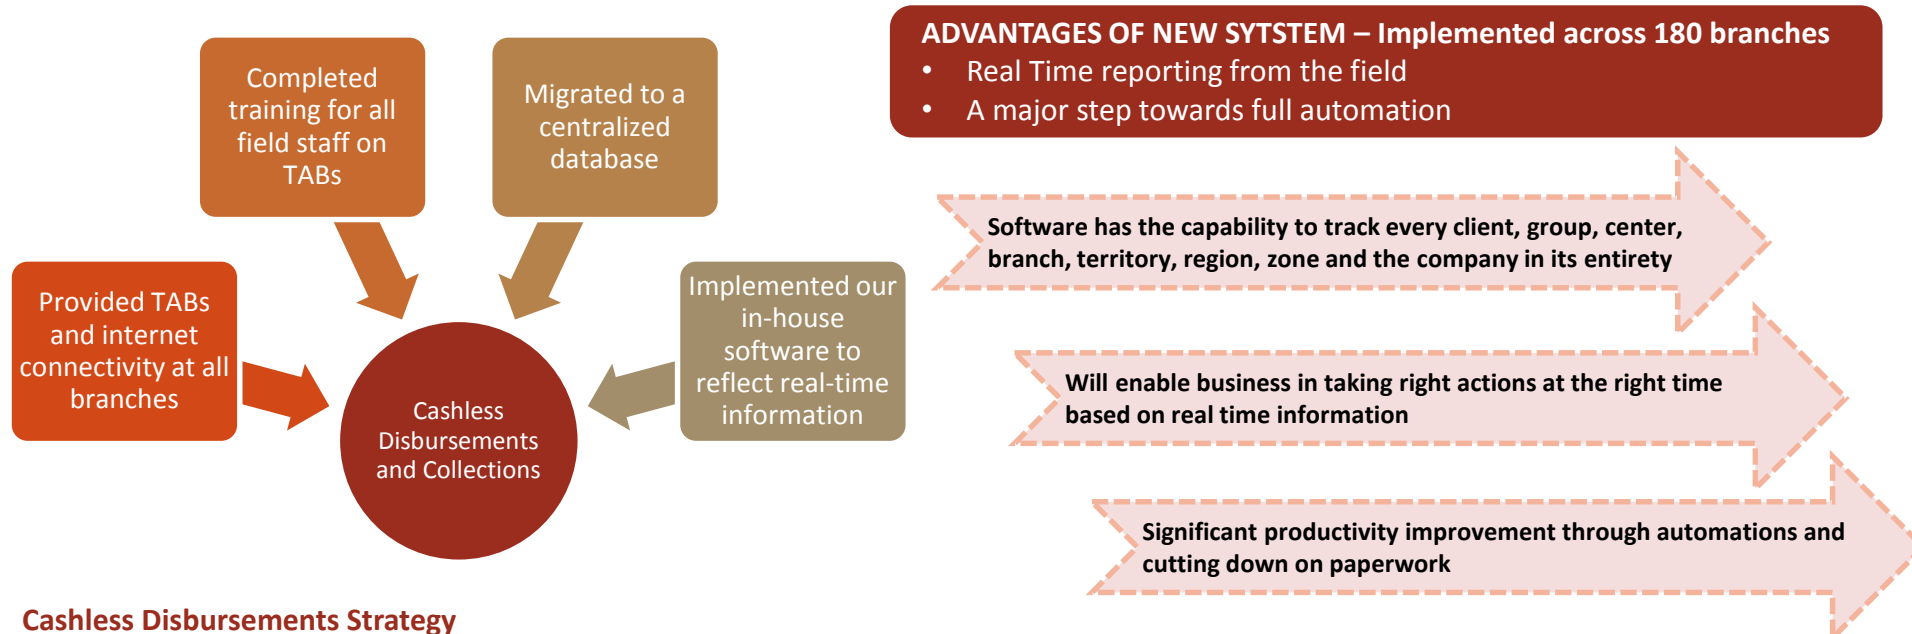 Completed
training for all
field staff on
TABs
Migrated to a
centralized
database
Provided TABs
and internet
connectivity at all
branches
Implemented our
in-house
software to
reflect real-time
information
Cashless
Disbursements
and Collections
Cashless Disbursements Strategy
ADVANTAGES OF NEW SYTSTEM – Implemented across 180 branches
• Real Time reporting from the field
• A major step towards full automation
Software has the capability to track every client, group, center,
branch, territory, region, zone and the company in its entirety
Will enable business in taking right actions at the right time
based on real time information
Significant productivity improvement through automations and
cutting down on paperwork